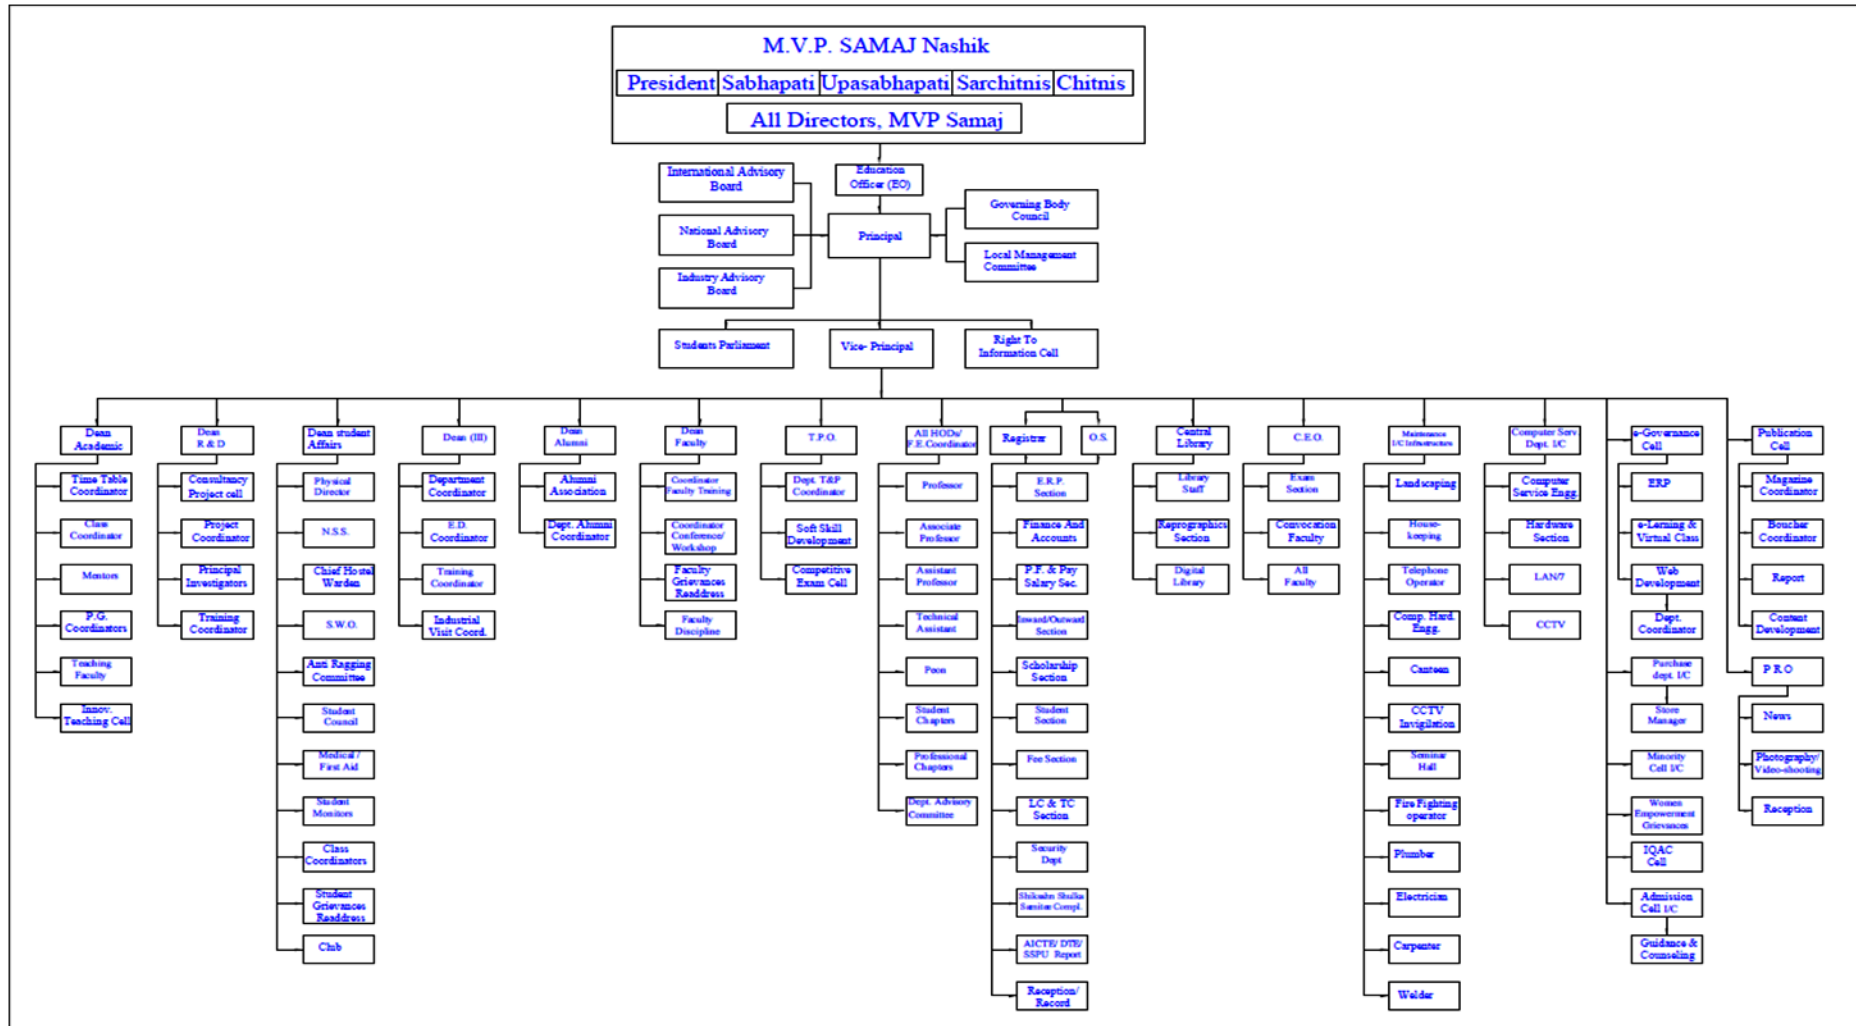 M.V.P. SAMAJ Nashik
President Sabhapati Upasabhapati Sarchitnis Chitnis
All Directors, MVP Samaj
International Advisory
Board
Education
Officer (EO)
Governing Body
Council
National Advisory
Board
Principal
Local Management
Committee
Industry Advisory
Board
Students Parliament
Vice- Principal
Right To
Information Cell
Dean
Academic
Time Table
Coordinator
Class
Coordinator
Mentors
P.G.
Coordinators
Teaching
Faculty
Innov.
Teaching Cell
Dean
R & D
Consultancy
Project cell
Project
Coordinator
Principal
Investigators
Training
Coordinator
Dean student
Affairs
Physical
Director
N.S.S.
Chief Hostel
Warden
S.W.O.
Anti Ragging
Committee
Student
Council
Medical /
First Aid
Student
Monitors
Class
Coordinators
Student
Grievances
Readdress
Club
Dean (III)
Department
Coordinator
E.D.
Coordinator
Training
Coordinator
Industrial
Visit Coord.
Dean
Alumni
Alumni
Association
Dept. Alumni
Coordinator
Dean
Faculty
Coordinator
Faculty Training
Coordinator
Conference/
Workshop
Faculty
Grievances
Readdress
Faculty
Discipline
T.P.O.
Dept. T&P
Coordinator
Soft Skill
Development
Competitive
Exam Cell
All HODs/
F.E.Coordinator
Professor
Associate
Professor
Assistant
Professor
Technical
Assistant
Peon
Student
Chapters
Professional
Chapters
Dept. Advisory
Committee
Registrar
O.S.
E.R.P.
Section
Finance And
Accounts
P.F. & Pay
Salary Sec.
Inward/Outward
Section
Scholarship
Section
Student
Section
Fee Section
LC & TC
Section
Security
Dept
AICTE/ DTE/
SSPU Report
Reception/
Record
Central
Library
Library
Staff
Reprographics
Section
Digital
Library
C.E.O.
Exam
Section
Convocation
Faculty
All
Faculty
Maintenance
I/C Infrastructure
Landscaping
House-
keeping
Telephone
Operator
Comp. Hard.
Engg.
Canteen
CCTV
Invigilation
Seminar
Hall
Fire Fighting
operator
Plumber
Electrician
Carpenter
Welder
Computer Serv.
Dept. I/C
Computer
Service Engg.
Hardware
Section
LAN/7
CCTV
e-Governance
Cell
ERP
e-Lerning &
Virtual Class
Web
Development
Dept.
Coordinator
Purchase
dept. I/C
Store
Manager
Minority
Cell I/C
Women
Empowerment
Grievances
IQAC
Cell
Admission
Cell I/C
Guidance &
Counseling
Publication
Cell
Magazine
Coordinator
Boucher
Coordinator
Report
Content
Development
P R O
News
Photography/
Video-shooting
Reception